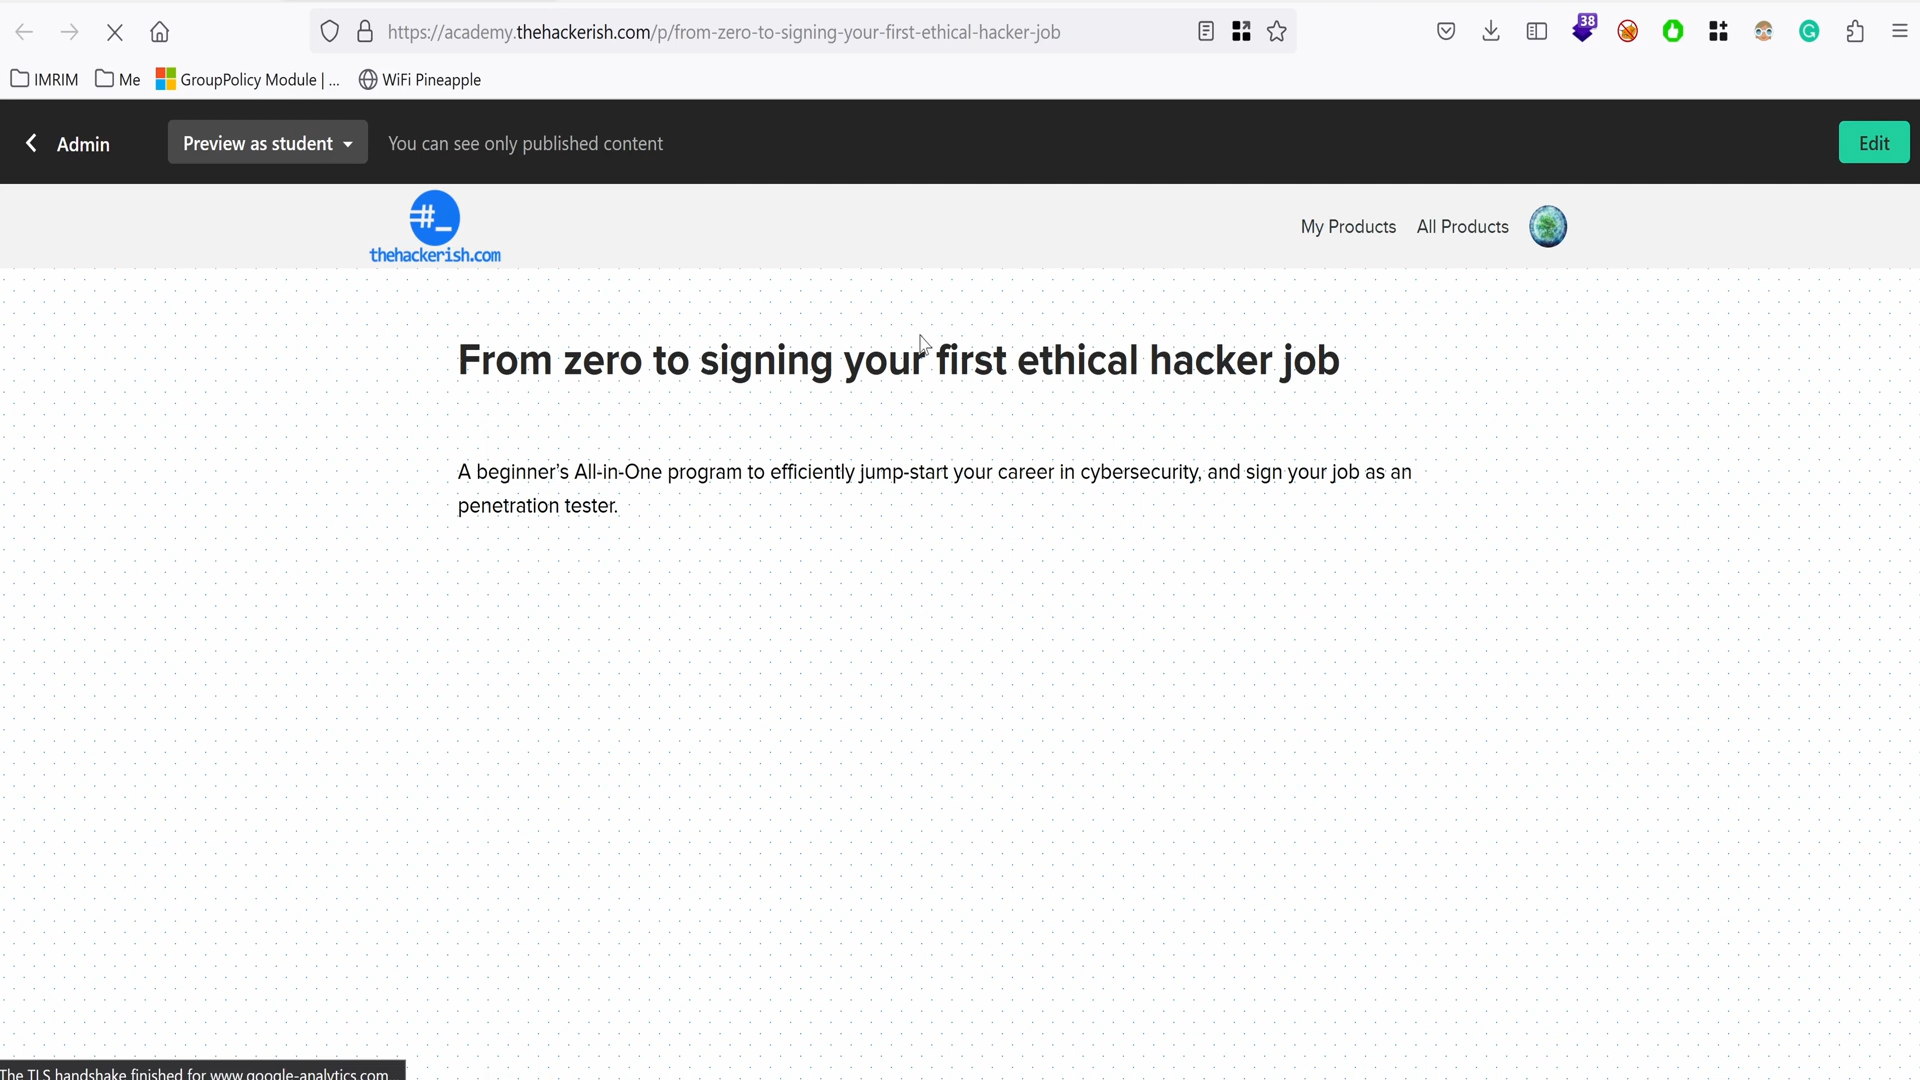 https://academy.thehackerish.com/p/from-zero-to-signing-your-first-ethical-hacker-job
38
G
IMRIM
Me
GroupPolicy Module | ...
WiFi Pineapple
Admin
Preview as student
You can see only published content
Edit
#_
thehackerish.com
My Products
All Products
From zero to signing your first ethical hacker job
A beginner’s All-in-One program to efficiently jump-start your career in cybersecurity, and sign your job as an
penetration tester.
The TLS handshake finished for www.google-analytics.com